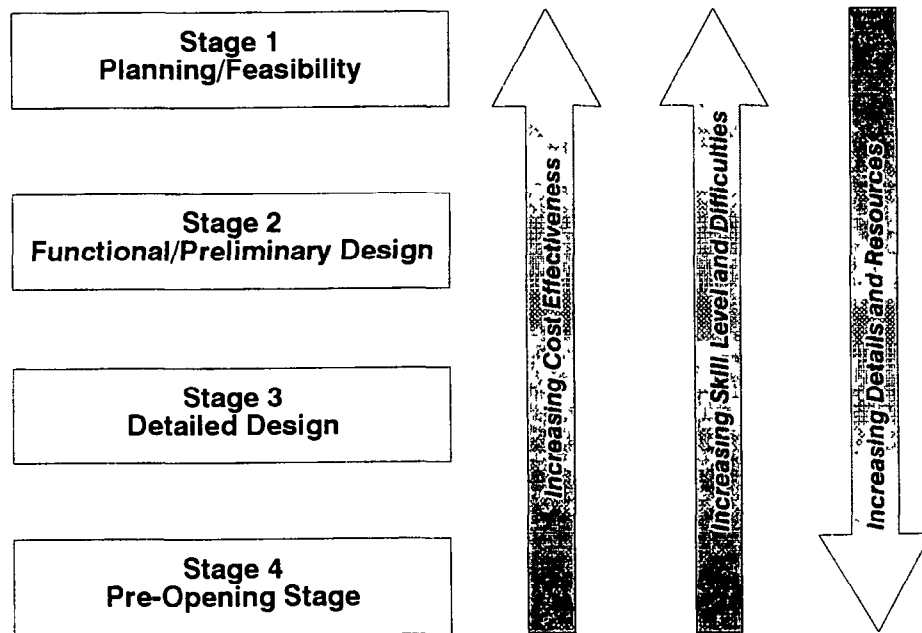 Stage 1
Planning/Feasibility
Stage 2
Functional/Preliminary Design
Stage 3
Detailed Design
Stage 4
Pre-Opening Stage
Increasing Cost Effectiveness
Increasing Skill Level and Difficulties
Increasing Details and Resources